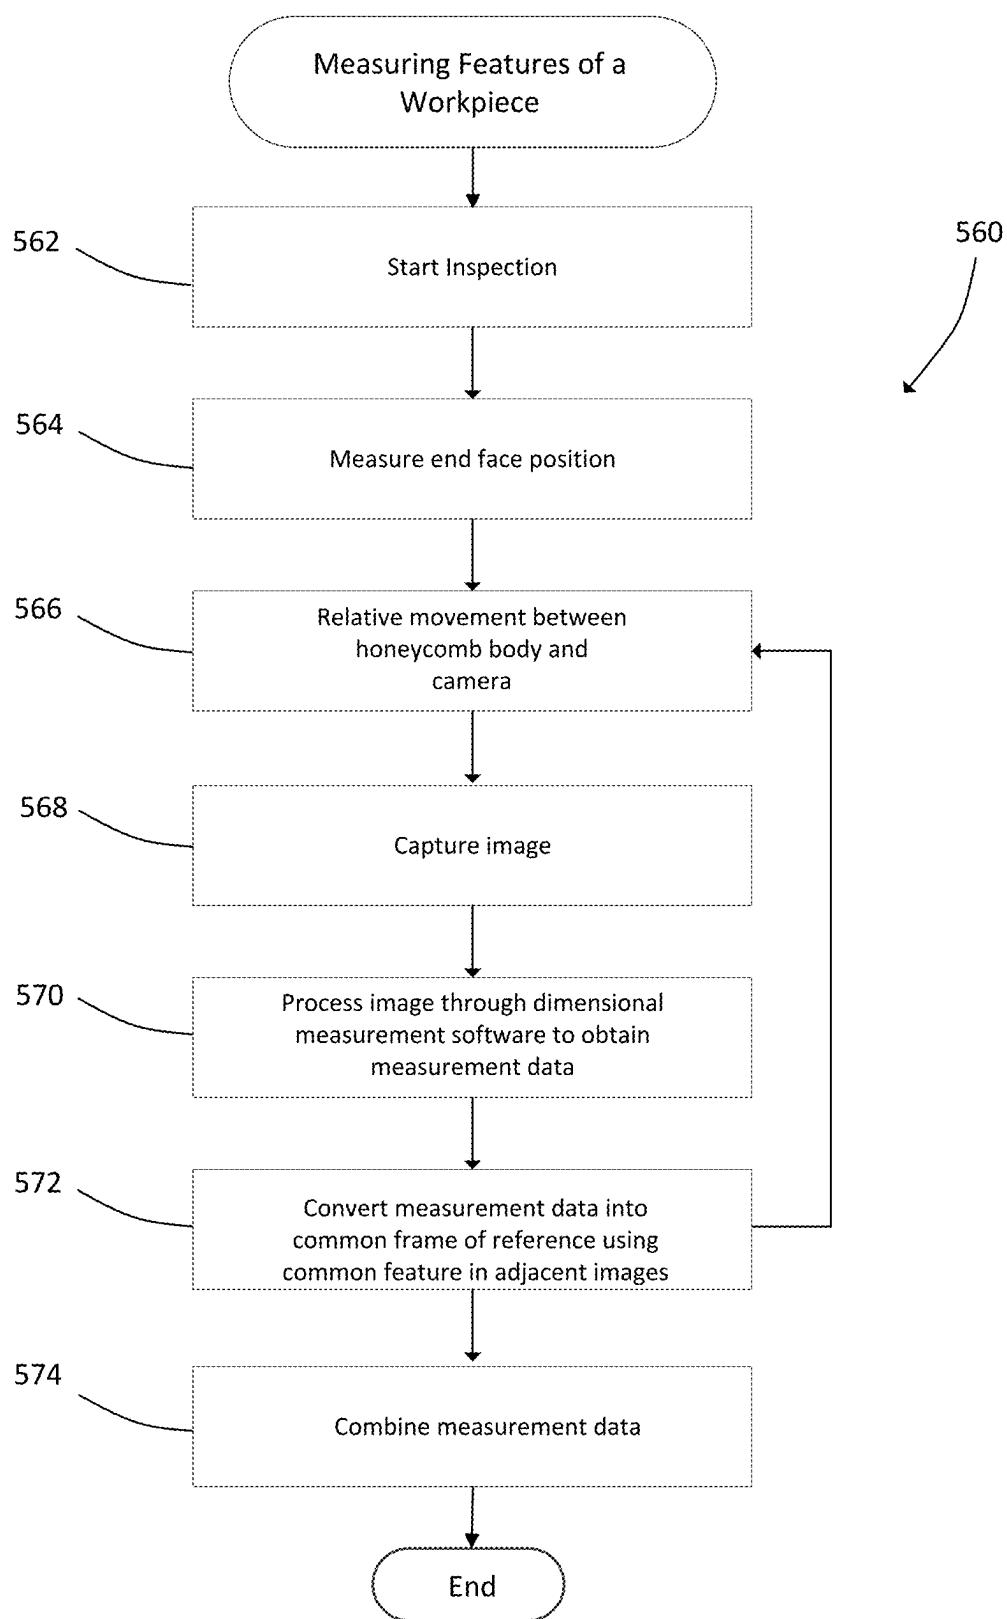 Measuring Features of a
Workpiece
562
Start Inspection
560
564
Measure end face position
566
Relative movement between
honeycomb body and
camera
568
Capture image
570
Process image through dimensional
measurement software to obtain
measurement data
572
Convert measurement data into
common frame of reference using
common feature in adjacent images
574
Combine measurement data
End